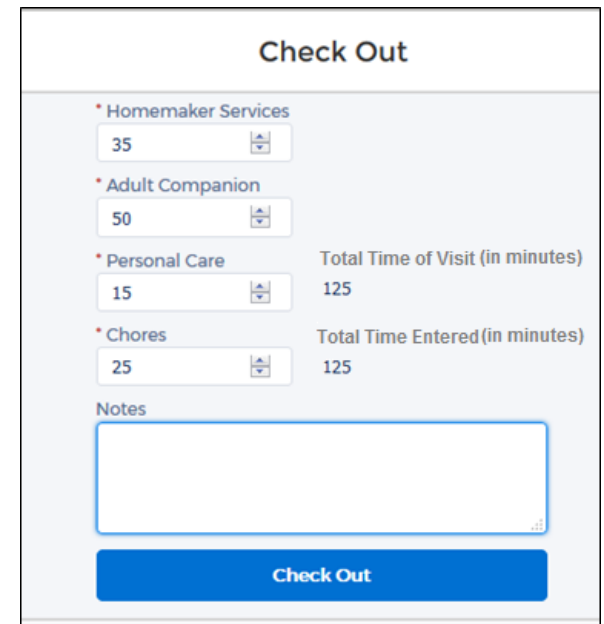 Check Out
* Homemaker Services
35
* Adult Companion
50
* Personal Care
15
Total Time of Visit (in minutes)
125
* Chores
25
Total Time Entered (in minutes)
125
Notes
Check Out